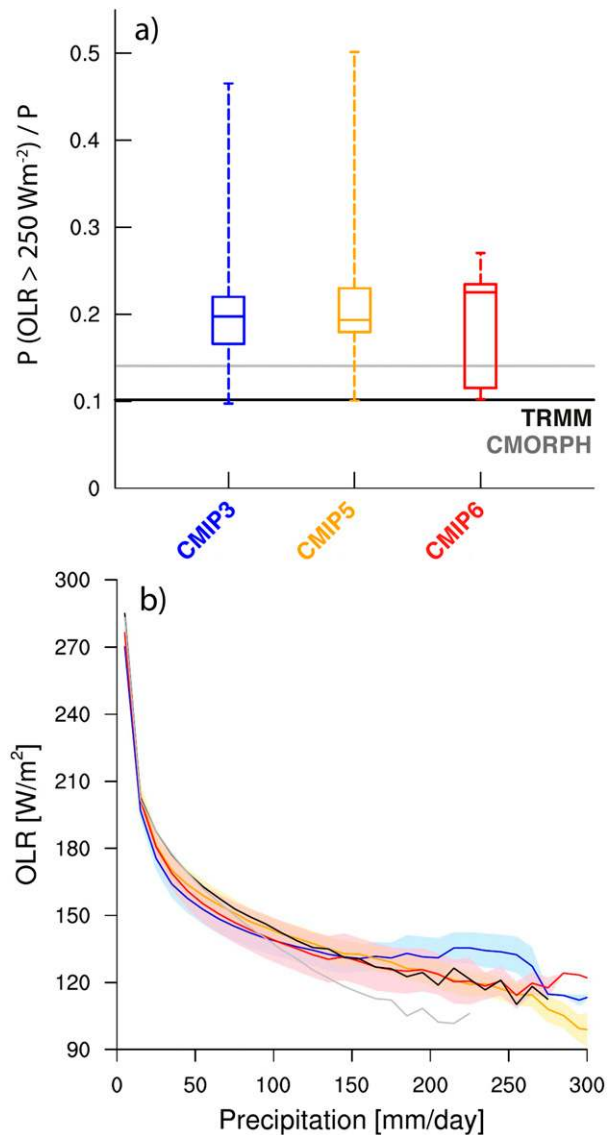 a)
P (OLR > 250 Wm⁻²) / P
0.5
0.4
0.3
0.2
0.1
0
TRMM
CMORPH
CMIP3
CMIP5
CMIP6
b)
OLR [W/m²]
300
270
240
210
180
150
120
90
0 50 100 150 200 250 300
Precipitation [mm/day]